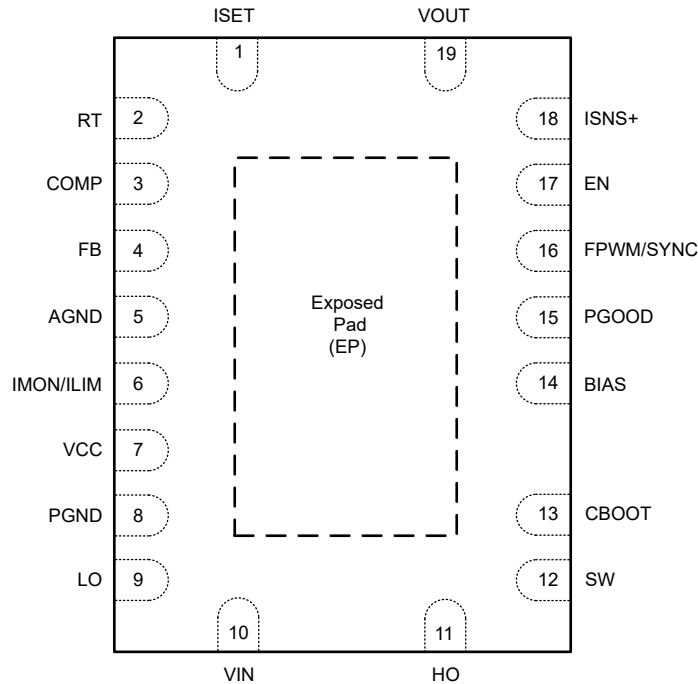 ISET
VOUT
1
19
RT
2
18
ISNS+
COMP
3
17
EN
FB
4
16
FPWM/SYNC
AGND
5
Exposed
Pad
(EP)
15
PGOOD
IMON/ILIM
6
14
BIAS
VCC
7
PGND
8
13
CBOOT
LO
9
12
SW
10
11
VIN
HO